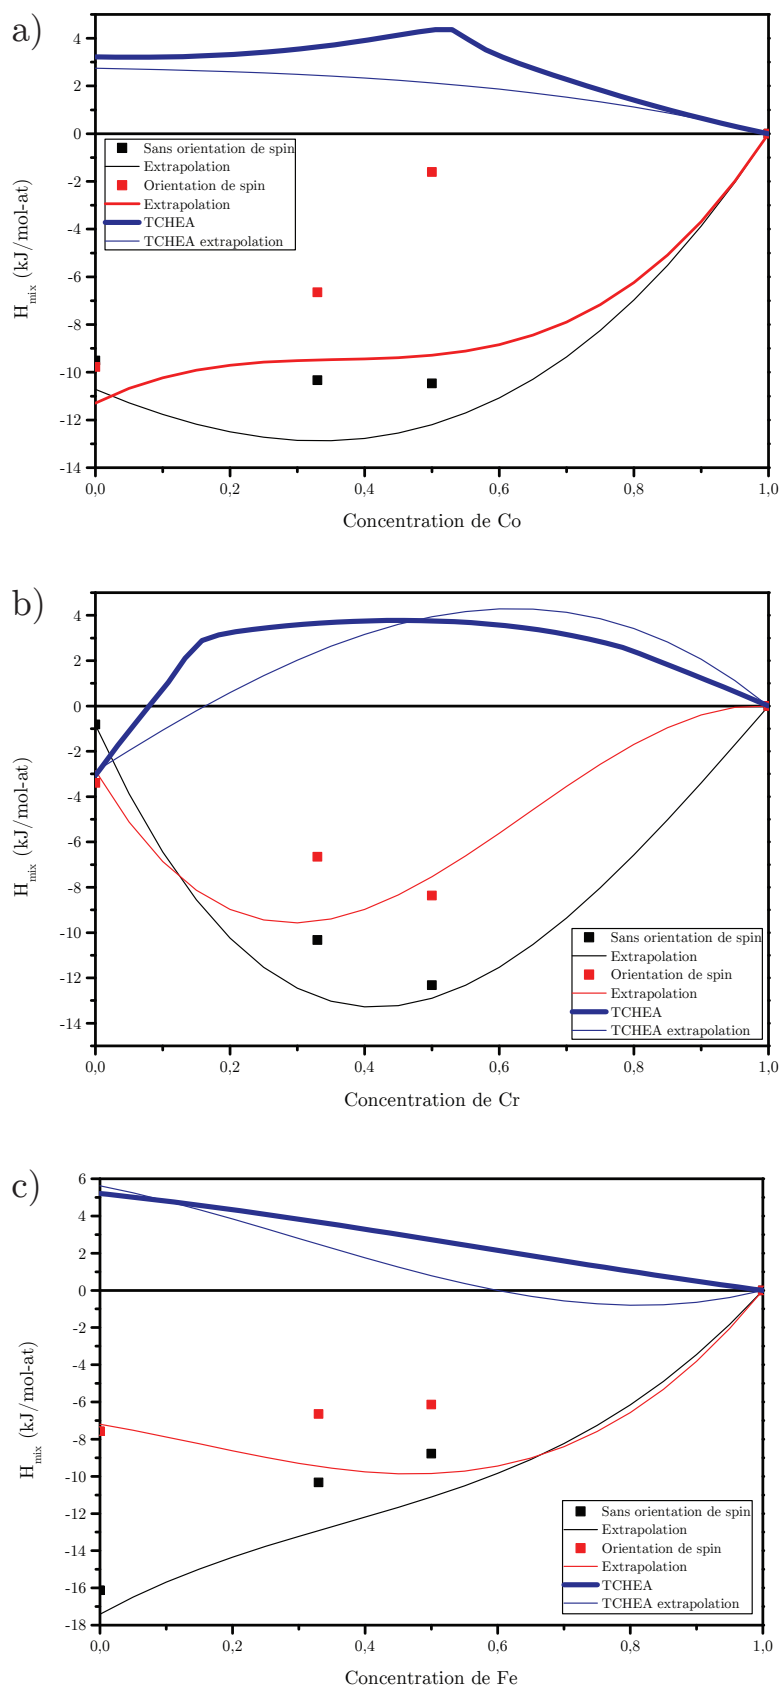 a)
4
2
0
-2
-4
-6
-8
-10
-12
-14
H_mix (kJ/mol-at)
Sans orientation de spin
Extrapolation
Orientation de spin
Extrapolation
TCHEA
TCHEA extrapolation
0,0 0,2 0,4 0,6 0,8 1,0
Concentration de Co
b)
4
2
0
-2
-4
-6
-8
-10
-12
-14
H_mix (kJ/mol-at)
Sans orientation de spin
Extrapolation
Orientation de spin
Extrapolation
TCHEA
TCHEA extrapolation
0,0 0,2 0,4 0,6 0,8 1,0
Concentration de Cr
c)
6
4
2
0
-2
-4
-6
-8
-10
-12
-14
-16
-18
H_mix (kJ/mol-at)
Sans orientation de spin
Extrapolation
Orientation de spin
Extrapolation
TCHEA
TCHEA extrapolation
0,0 0,2 0,4 0,6 0,8 1,0
Concentration de Fe